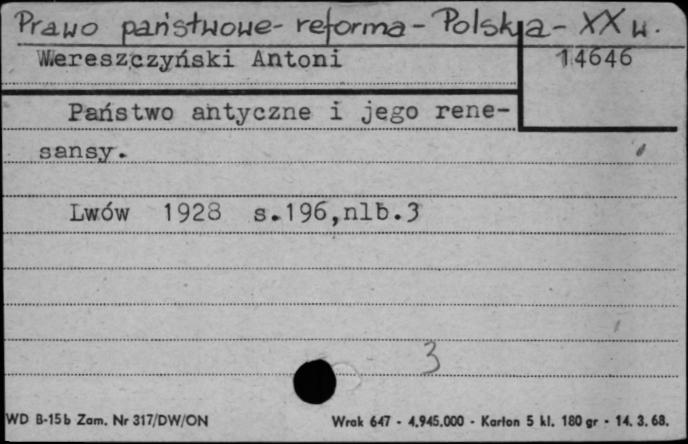 Prawo państwowe - reforma - Polska - XX w.
Wereszczyński Antoni 14646
Państwo antyczne i jego rene-
sansy.
Lwów 1928 s.196,nlb.3
3
WD B-15b Zam. Nr 317/DW/ON Wrak 647 - 4.945.000 - Karton 5 kl. 180 gr - 14. 3. 68.